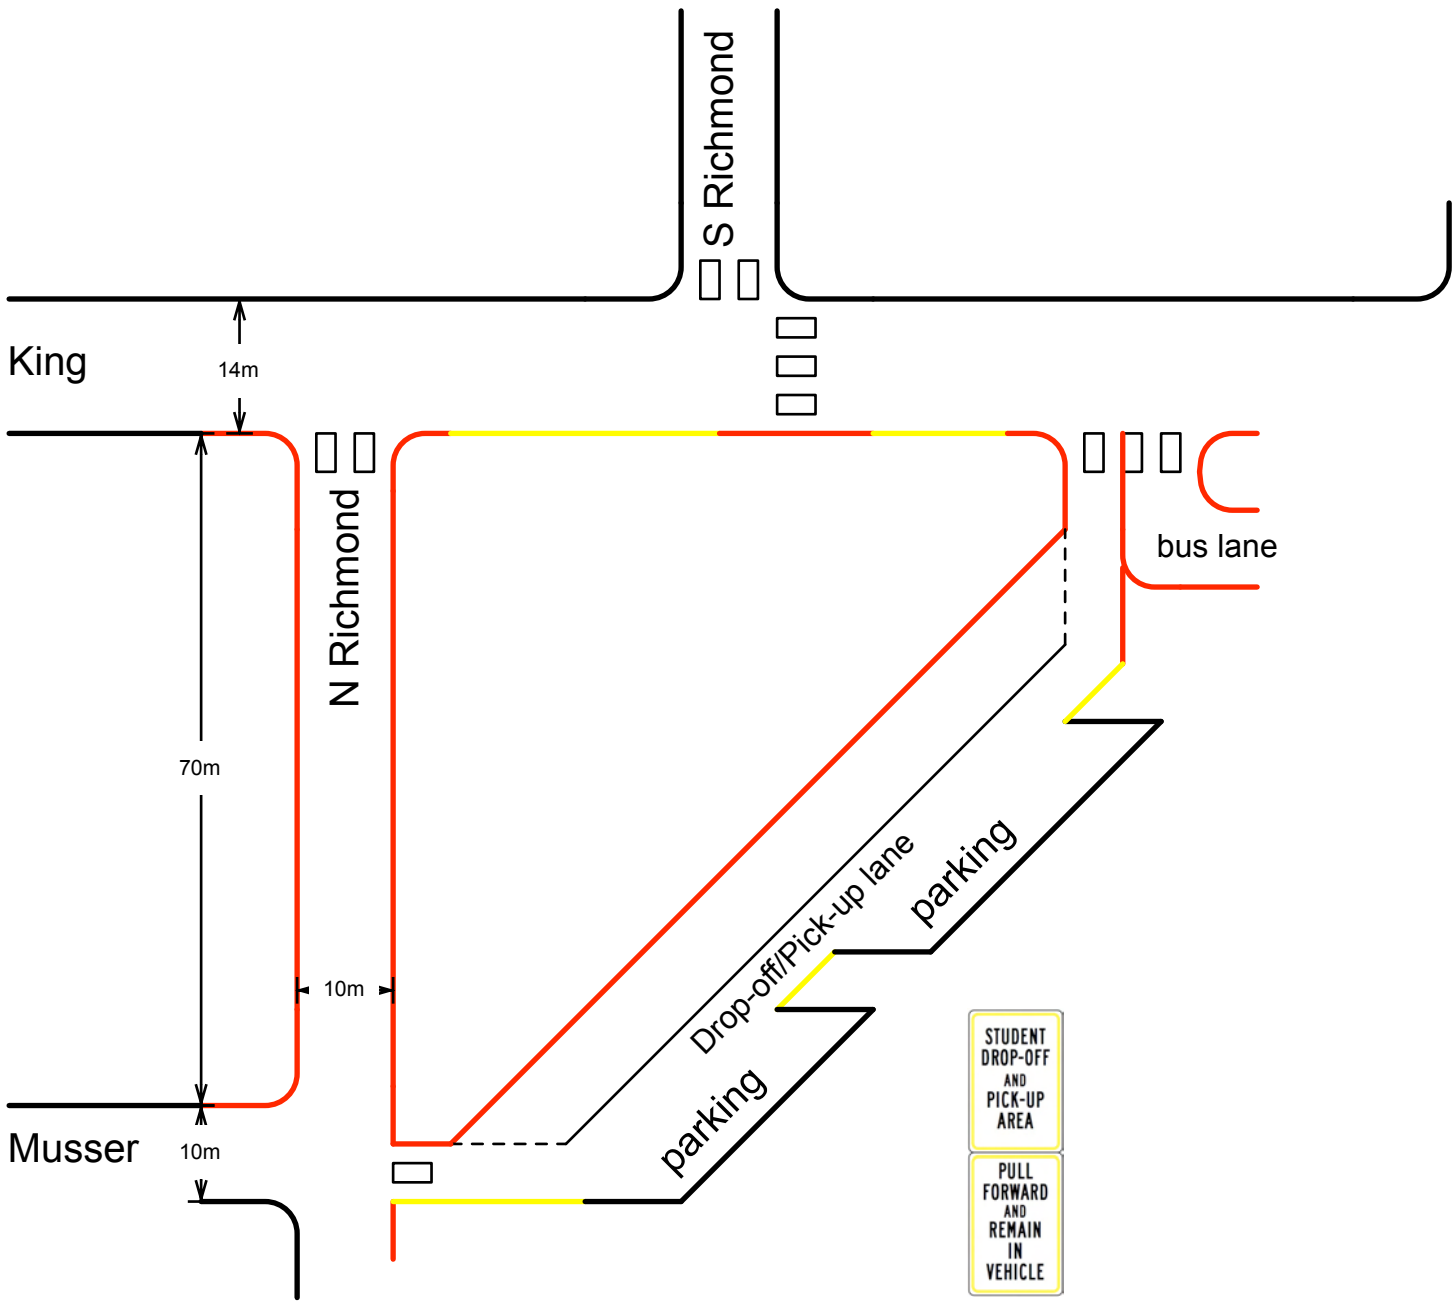 S Richmond
King
14m
N Richmond
bus lane
70m
Drop-off/Pick-up lane
parking
10m
parking
Musser
10m
STUDENT
DROP-OFF
AND
PICK-UP
AREA
PULL
FORWARD
AND
REMAIN
IN
VEHICLE